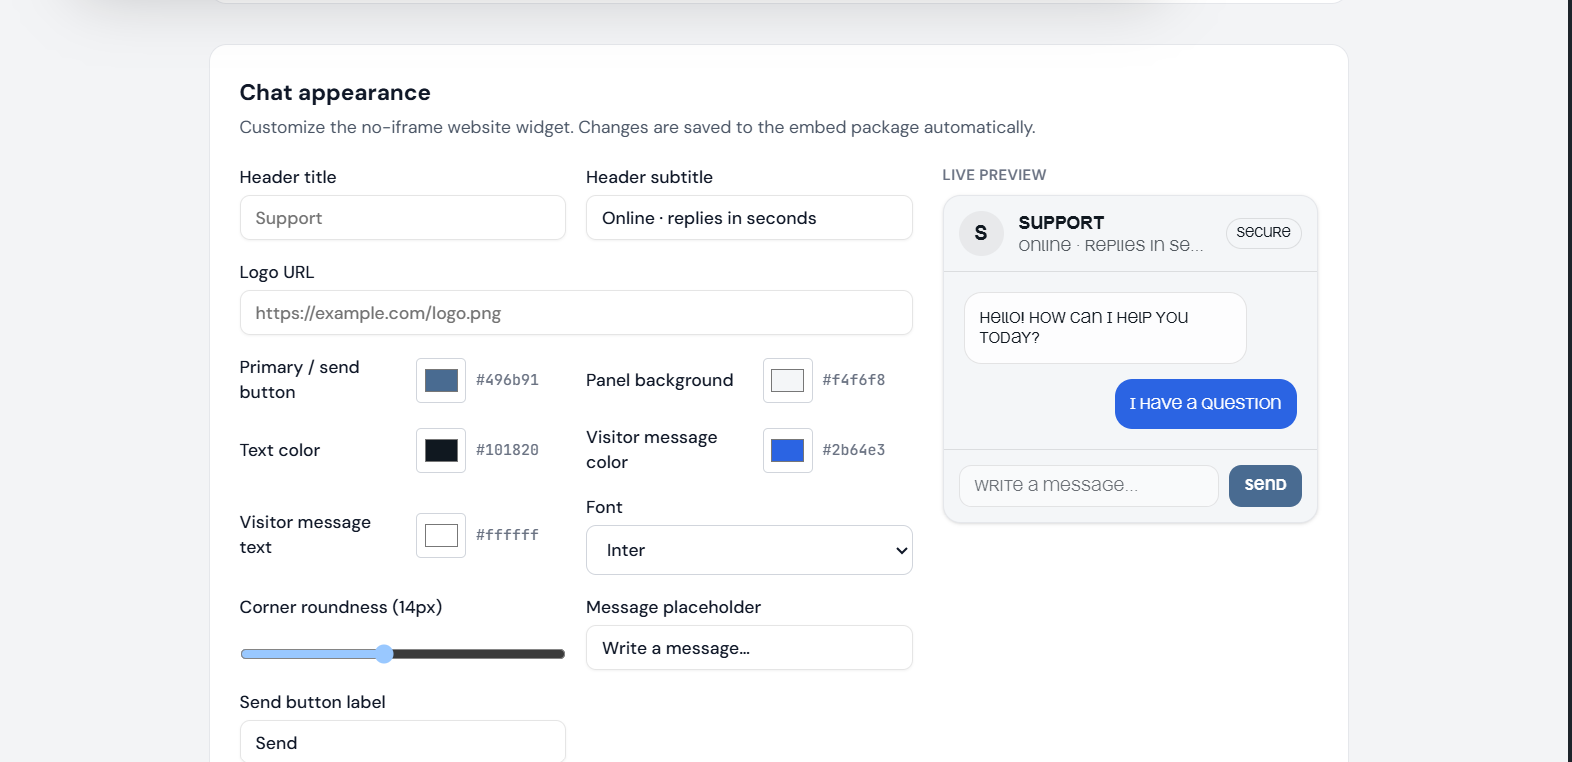 Chat appearance
Customize the no-iframe website widget. Changes are saved to the embed package automatically.
Header title
Support
Header subtitle
Online · replies in seconds
Logo URL
https://example.com/logo.png
Primary / send
button
#496b91
Panel background
#f4f6f8
Text color
#101820
Visitor message
color
#2b64e3
Visitor message
text
#ffffff
Font
Inter
Corner roundness (14px)
Message placeholder
Write a message...
Send button label
Send
LIVE PREVIEW
S
Support
Online · replies in se...
Secure
Hello! How can I help you
today?
I have a question
Write a message...
Send